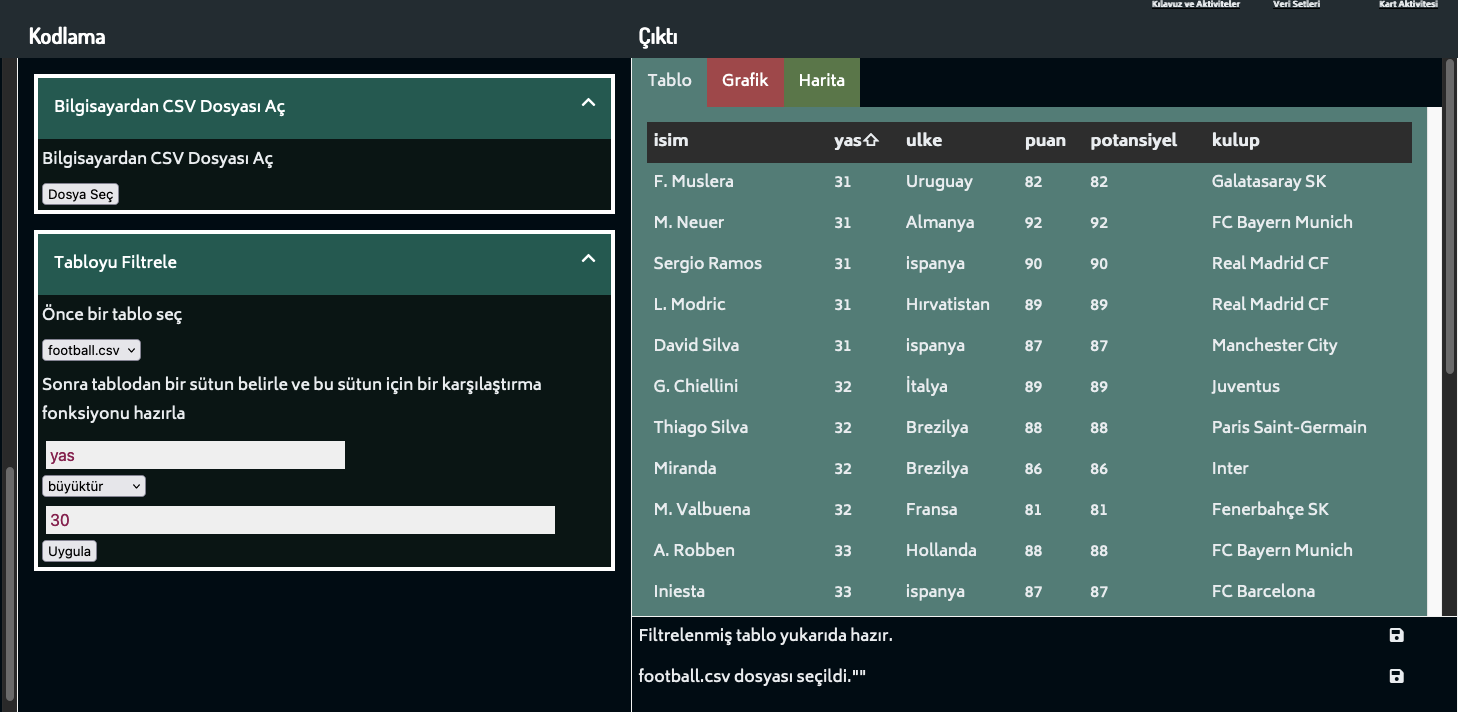 Kılavuz ve Aktiviteler Veri Setleri Kart Aktivitesi
Kodlama
Bilgisayardan CSV Dosyası Aç
Bilgisayardan CSV Dosyası Aç
Dosya Seç
Tabloyu Filtrele
Önce bir tablo seç
football.csv
Sonra tablodan bir sütun belirle ve bu sütun için bir karşılaştırma
fonksiyonu hazırla
yas
büyüktür
30
Uygula
Çıktı
Tablo Grafik Harita
isim yas ulke puan potansiyel kulup
F. Muslera 31 Uruguay 82 82 Galatasaray SK
M. Neuer 31 Almanya 92 92 FC Bayern Munich
Sergio Ramos 31 ispanya 90 90 Real Madrid CF
L. Modric 31 Hırvatistan 89 89 Real Madrid CF
David Silva 31 ispanya 87 87 Manchester City
G. Chiellini 32 İtalya 89 89 Juventus
Thiago Silva 32 Brezilya 88 88 Paris Saint-Germain
Miranda 32 Brezilya 86 86 Inter
M. Valbuena 32 Fransa 81 81 Fenerbahçe SK
A. Robben 33 Hollanda 88 88 FC Bayern Munich
Iniesta 33 ispanya 87 87 FC Barcelona
Filtrelenmiş tablo yukarıda hazır.
football.csv dosyası seçildi.""